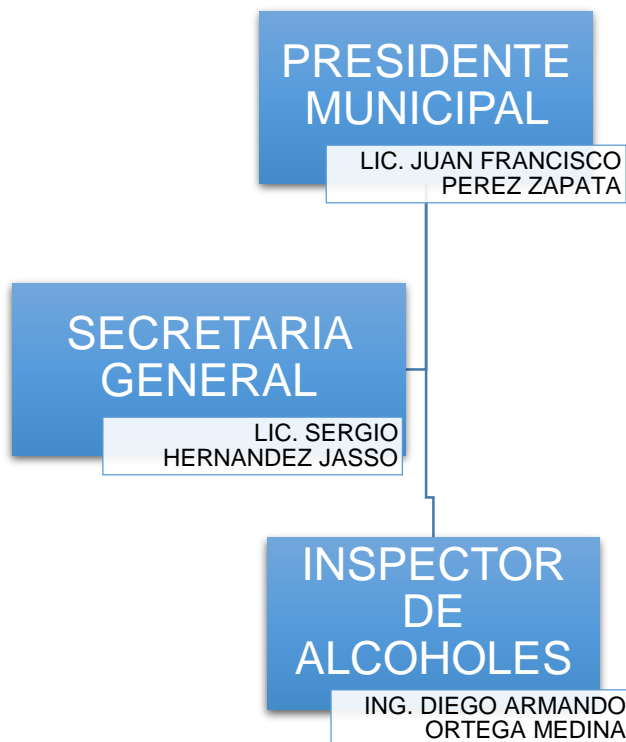 PRESIDENTE
MUNICIPAL
LIC. JUAN FRANCISCO
PEREZ ZAPATA
SECRETARIA
GENERAL
LIC. SERGIO
HERNANDEZ JASSO
INSPECTOR
DE
ALCOHOLES
ING. DIEGO ARMANDO
ORTEGA MEDINA